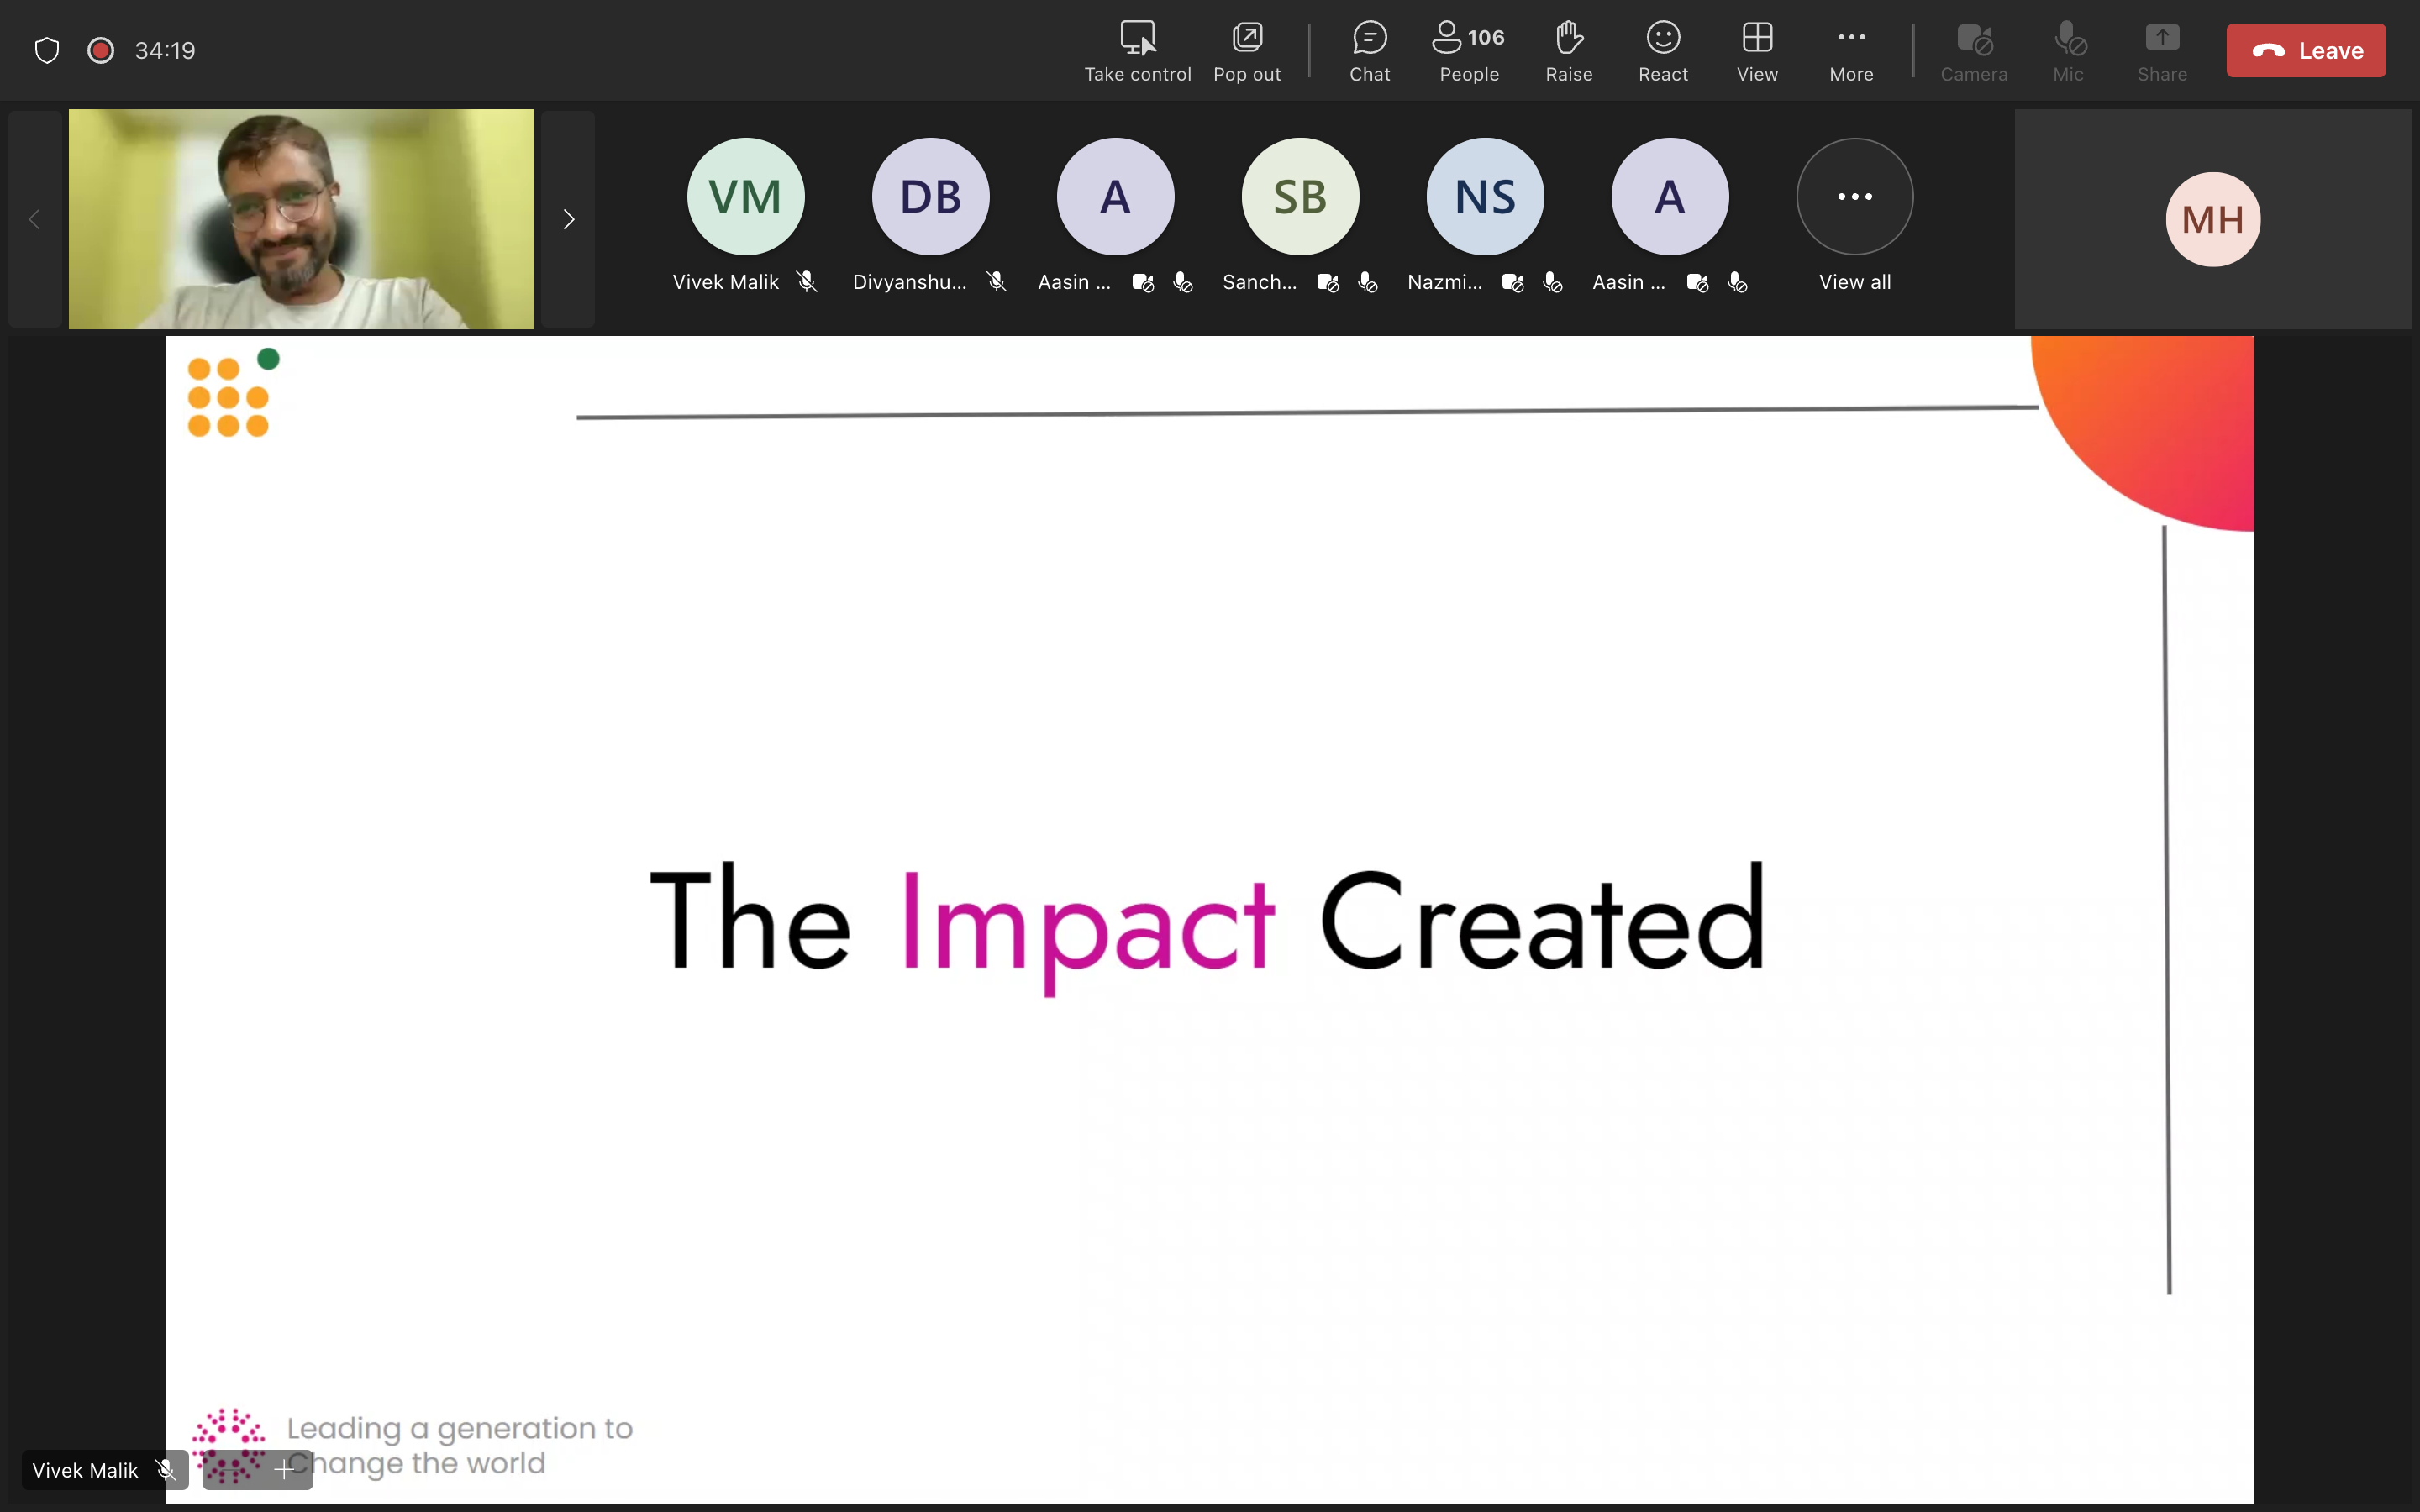 34:19
Take control
Pop out
Chat
106
People
Raise
React
View
More
Camera
Mic
Share
Leave
VM
DB
A
SB
NS
A
MH
Vivek Malik
Divyanshu...
Aasin ...
Sanch...
Nazmi...
Aasin ...
View all
The Impact Created
Leading a generation to
Change the world
Vivek Malik